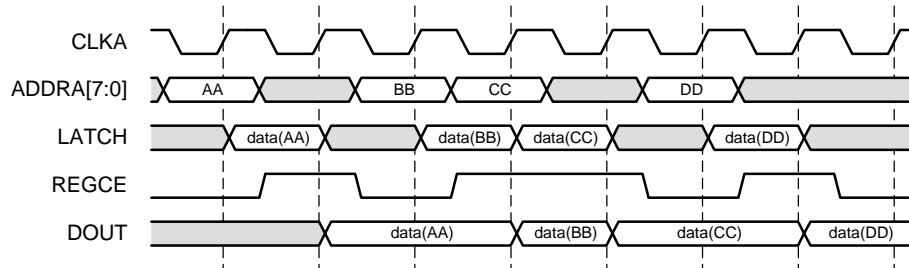 CLKA
ADDRA[7:0] AA BB CC DD
LATCH data(AA) data(BB) data(CC) data(DD)
REGCE
DOUT data(AA) data(BB) data(CC) data(DD)